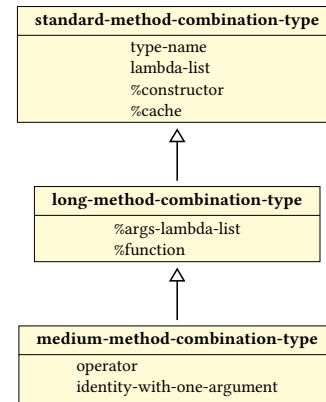 standard-method-combination-type
type-name
lambda-list
%constructor
%cache
long-method-combination-type
%args-lambda-list
%function
medium-method-combination-type
operator
identity-with-one-argument